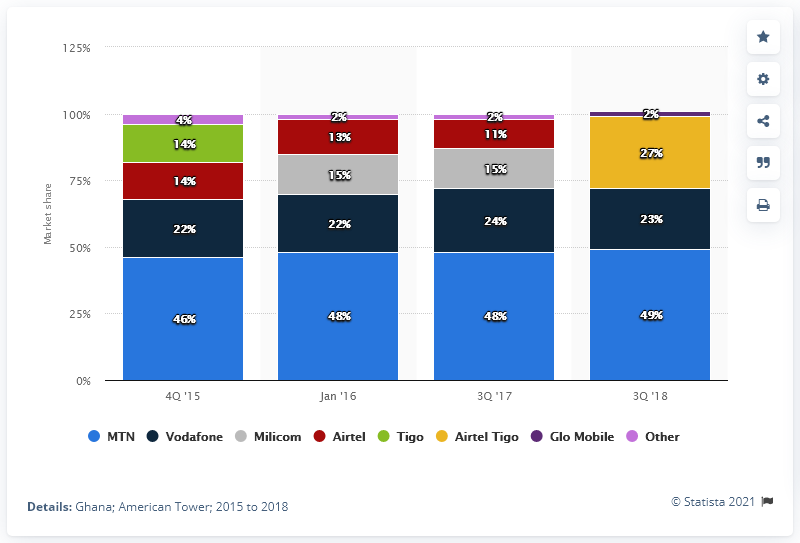 125%
100%
75%
50%
25%
0%
Market share
4% 2% 2% 2%
14% 13% 11% 27%
14% 15% 15%
22% 22% 24% 23%
46% 48% 48% 49%
4Q '15 Jan '16 3Q '17 3Q '18
MTN Vodafone Milicom Airtel Tigo Airtel Tigo Glo Mobile Other
© Statista 2021
Details: Ghana; American Tower; 2015 to 2018